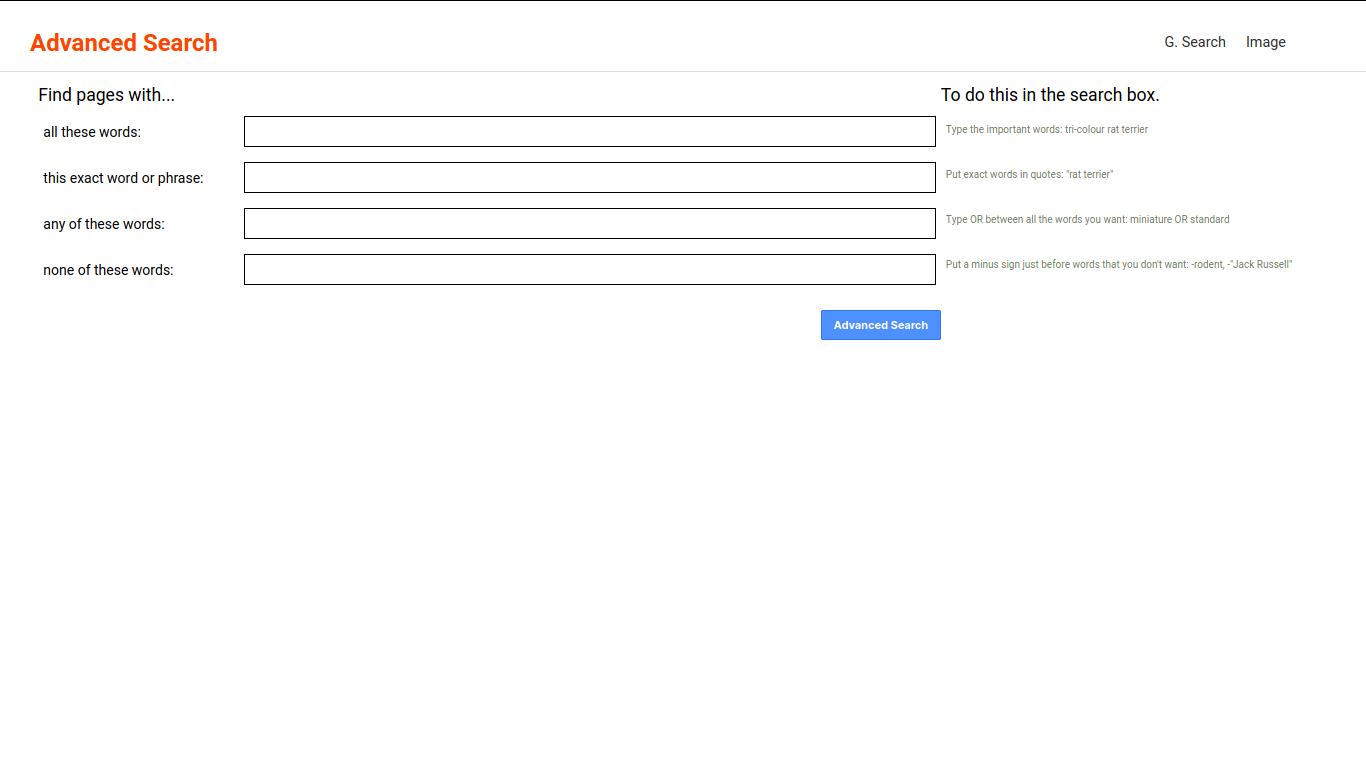 Advanced Search
G. Search Image
Find pages with...
To do this in the search box.
all these words:
Type the important words: tri-colour rat terrier
this exact word or phrase:
Put exact words in quotes: "rat terrier"
any of these words:
Type OR between all the words you want: miniature OR standard
none of these words:
Put a minus sign just before words that you don't want: -rodent, -"Jack Russell"
Advanced Search